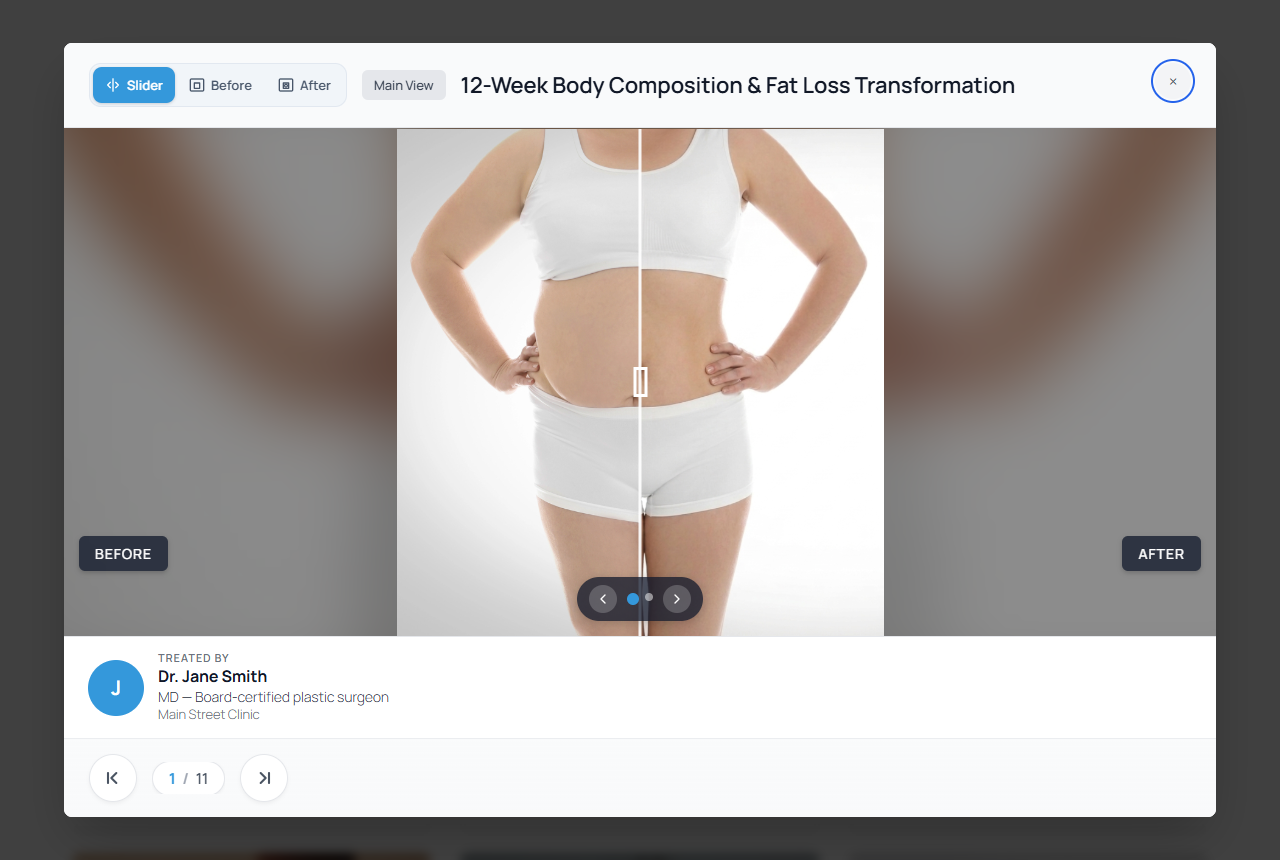 Slider Before After Main View 12-Week Body Composition & Fat Loss Transformation ×
BEFORE
AFTER
J
TREATED BY
Dr. Jane Smith
MD — Board-certified plastic surgeon
Main Street Clinic
1 / 11